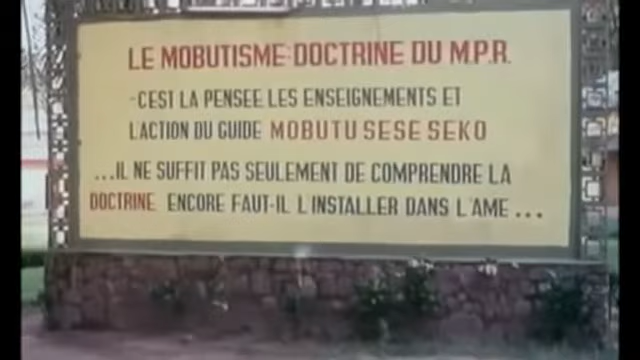 LE MOBUTISME:DOCTRINE DU M.P.R.
-C'EST LA PENSEE, LES ENSEIGNEMENTS ET
L'ACTION DU GUIDE MOBUTU SESE SEKO
...IL NE SUFFIT PAS SEULEMENT DE COMPRENDRE LA
DOCTRINE ENCORE FAUT-IL L'INSTALLER DANS L'AME ...